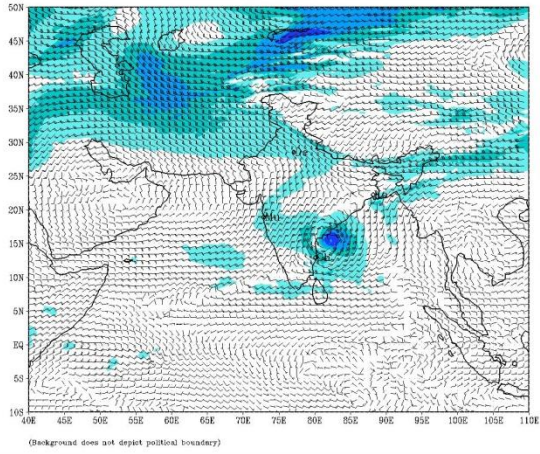 50N
45N
40N
35N
30N
25N
20N
15N
10N
5N
EQ
5S
10S
40E 45E 50E 55E 60E 65E 70E 75E 80E 85E 90E 95E 100E 105E 110E
(Background does not depict political boundary)